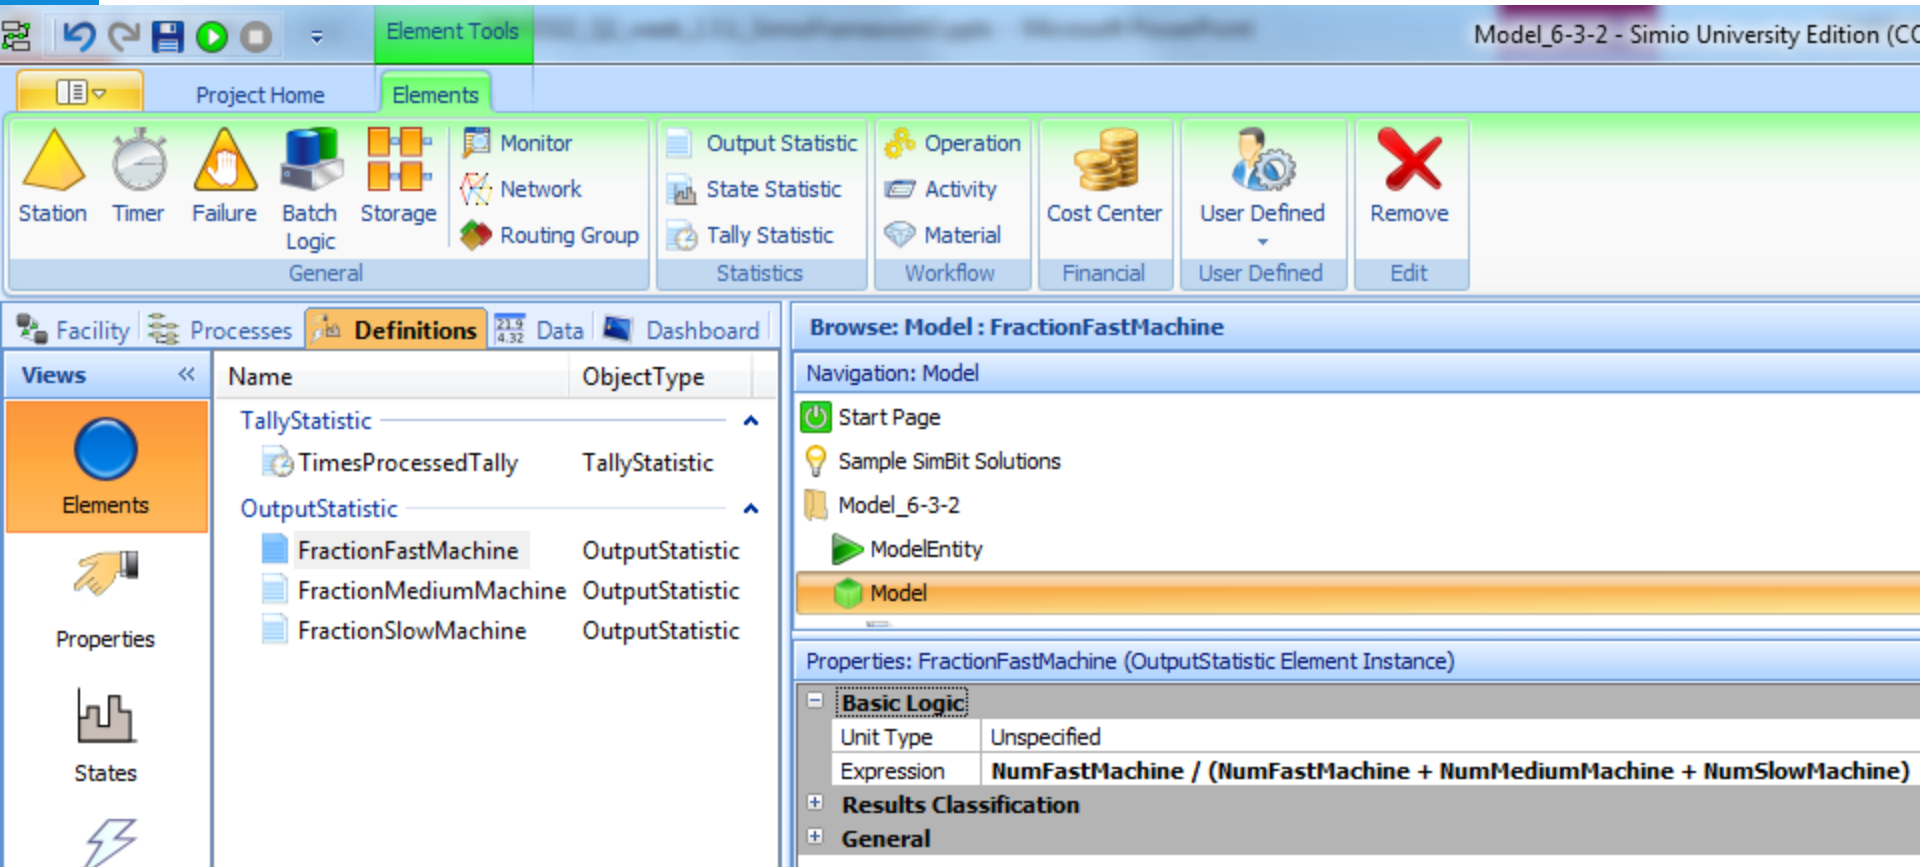 Element Tools
Model_6-3-2 - Simio University Edition (CO
Project Home
Elements
Station
Timer
Failure
Batch Logic
Storage
Monitor
Network
Routing Group
General
Output Statistic
State Statistic
Tally Statistic
Statistics
Operation
Activity
Material
Workflow
Cost Center
Financial
User Defined
User Defined
Remove
Edit
Facility
Processes
Definitions
21.9
4.32
Data
Dashboard
Views
«
Elements
Properties
States
Name ObjectType
TallyStatistic
TimesProcessedTally TallyStatistic
OutputStatistic
FractionFastMachine OutputStatistic
FractionMediumMachine OutputStatistic
FractionSlowMachine OutputStatistic
Browse: Model : FractionFastMachine
Navigation: Model
Start Page
Sample SimBit Solutions
Model_6-3-2
ModelEntity
Model
Properties: FractionFastMachine (OutputStatistic Element Instance)
Basic Logic
Unit Type Unspecified
Expression NumFastMachine / (NumFastMachine + NumMediumMachine + NumSlowMachine)
Results Classification
General